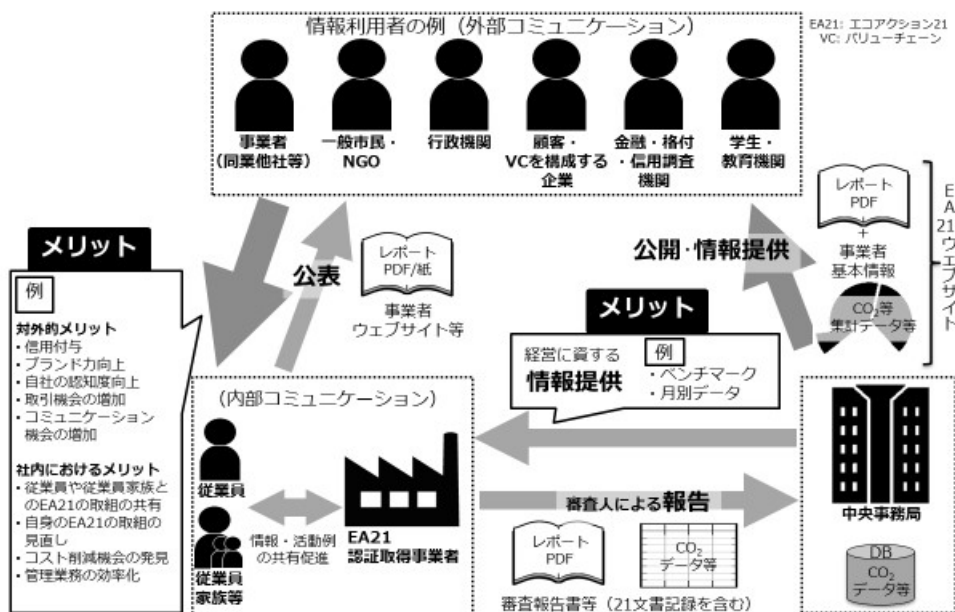 情報利用者の例（外部コミュニケーション）
EA21: エコアクション21
VC: バリューチェーン
事業者
（同業他社等）
一般市民・
NGO
行政機関
顧客・
VCを構成する
企業
金融・格付
・信用調査
機関
学生・
教育機関
レポート
PDF
+
事業者
基本情報
CO₂等
集計データ等
EA21ウェブサイト
公開・情報提供
公表
レポート
PDF/紙
事業者
ウェブサイト等
メリット
例
対外的メリット
・信用付与
・ブランド力向上
・自社の認知度向上
・取引機会の増加
・コミュニケーション
機会の増加
社内におけるメリット
・従業員や従業員家族と
のEA21の取組の共有
・自身のEA21の取組の
見直し
・コスト削減機会の発見
・管理業務の効率化
メリット
経営に資する
情報提供
例
・ベンチマーク
・月別データ
（内部コミュニケーション）
従業員
従業員
家族等
情報・活動例
の共有促進
EA21
認証取得事業者
審査人による報告
レポート
PDF
CO₂
データ等
審査報告書等（21文書記録を含む）
中央事務局
DB
CO₂
データ等